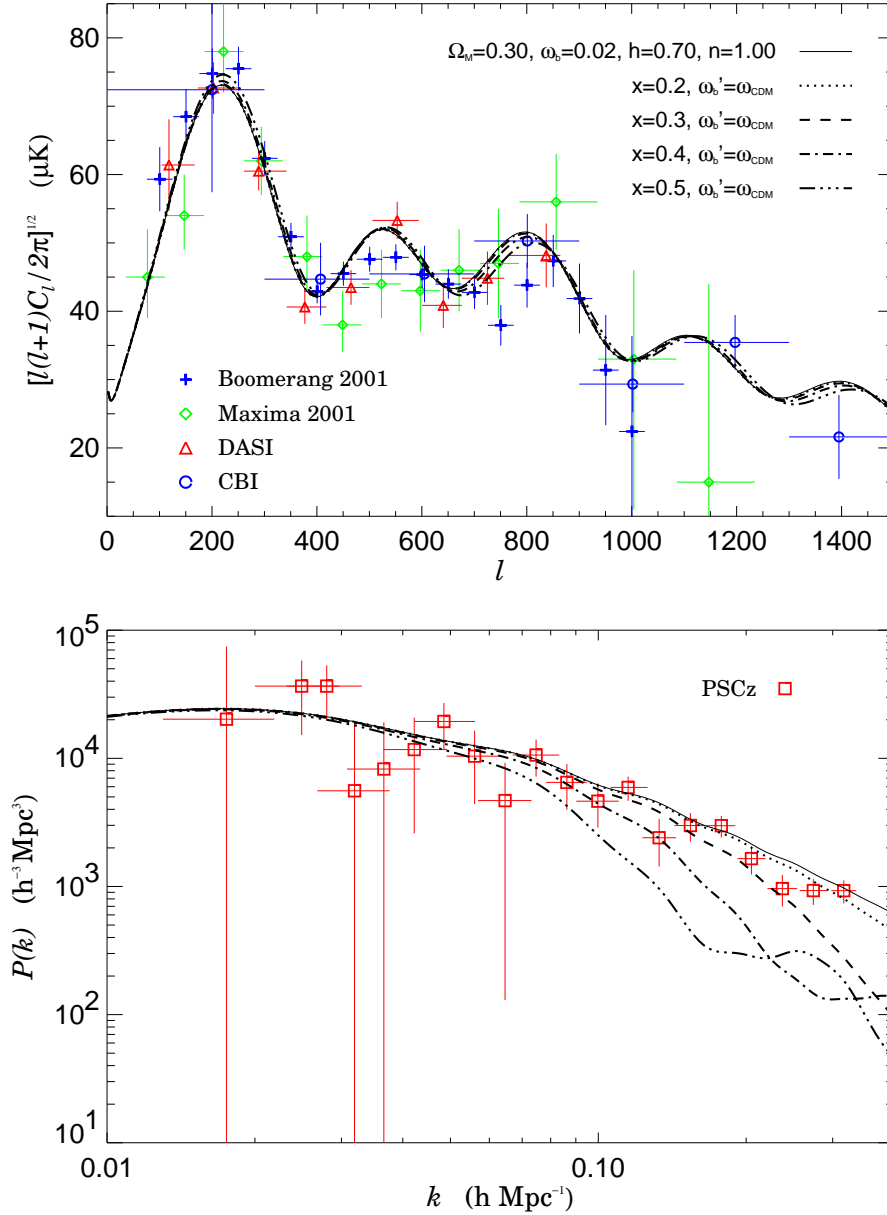 80
60
40
20
[l(l+1)C_l/2π]^{1/2} (μK)
Ω_M=0.30, ω_b=0.02, h=0.70, n=1.00
x=0.2, ω_b'=ω_CDM
x=0.3, ω_b'=ω_CDM
x=0.4, ω_b'=ω_CDM
x=0.5, ω_b'=ω_CDM
Boomerang 2001
Maxima 2001
DASI
CBI
0 200 400 600 800 1000 1200 1400
l
10^5
10^4
10^3
10^2
10^1
P(k) (h^{-3} Mpc^3)
PSCz
0.01 0.10
k (h Mpc^{-1})